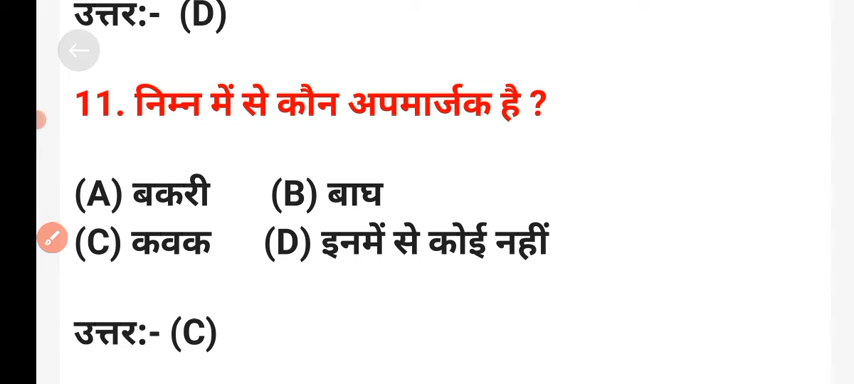 उत्तर:- (D)
11. निम्न में से कौन अपमार्जक है ?
(A) बकरी (B) बाघ
(C) कवक (D) इनमें से कोई नहीं
उत्तर:- (C)